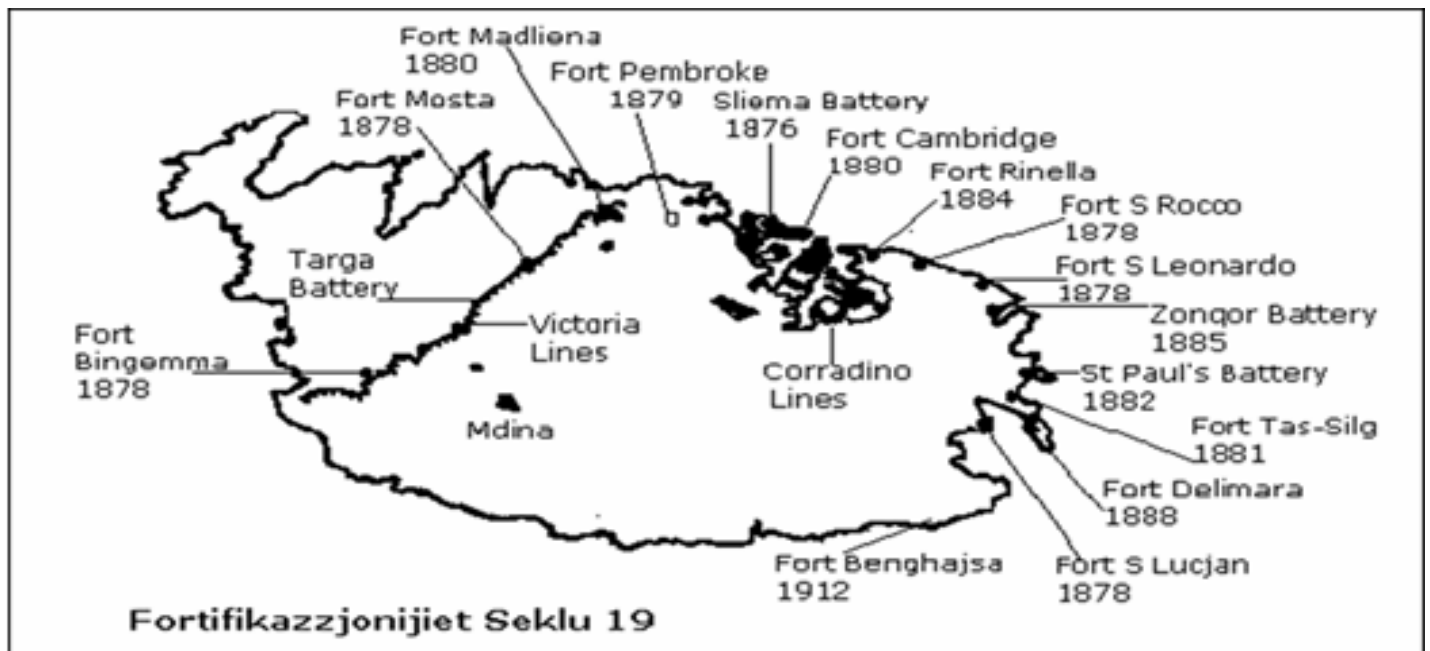 Fort Madliena
1880
Fort Pembroke
1879
Fort Mosta
1878
Sliema Battery
1876
Fort Cambridge
1880
Fort Rinella
1884
Fort S Rocco
1878
Fort S Leonardo
1878
Zonqor Battery
1885
St Paul's Battery
1882
Fort Tas-Silg
1881
Fort Delimara
1888
Fort S Lucjan
1878
Fort Benghajsa
1912
Corradino
Lines
Targa
Battery
Victoria
Lines
Fort
Bingemma
1878
Mdina
Fortifikazzjonijiet Seklu 19